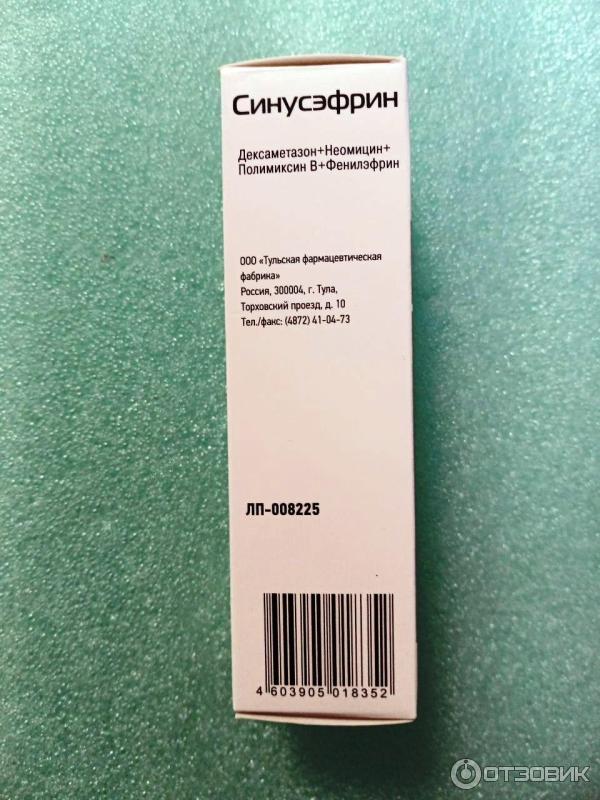 Синусэфрин
Дексаметазон+Неомицин+
Полимиксин В+Фенилэфрин
ООО «Тульская фармацевтическая
фабрика»
Россия, 300004, г. Тула,
Торховский проезд, д. 10
Тел./факс: (4872) 41-04-73
ЛП-008225
4 603905 018352
ОТЗОВИК